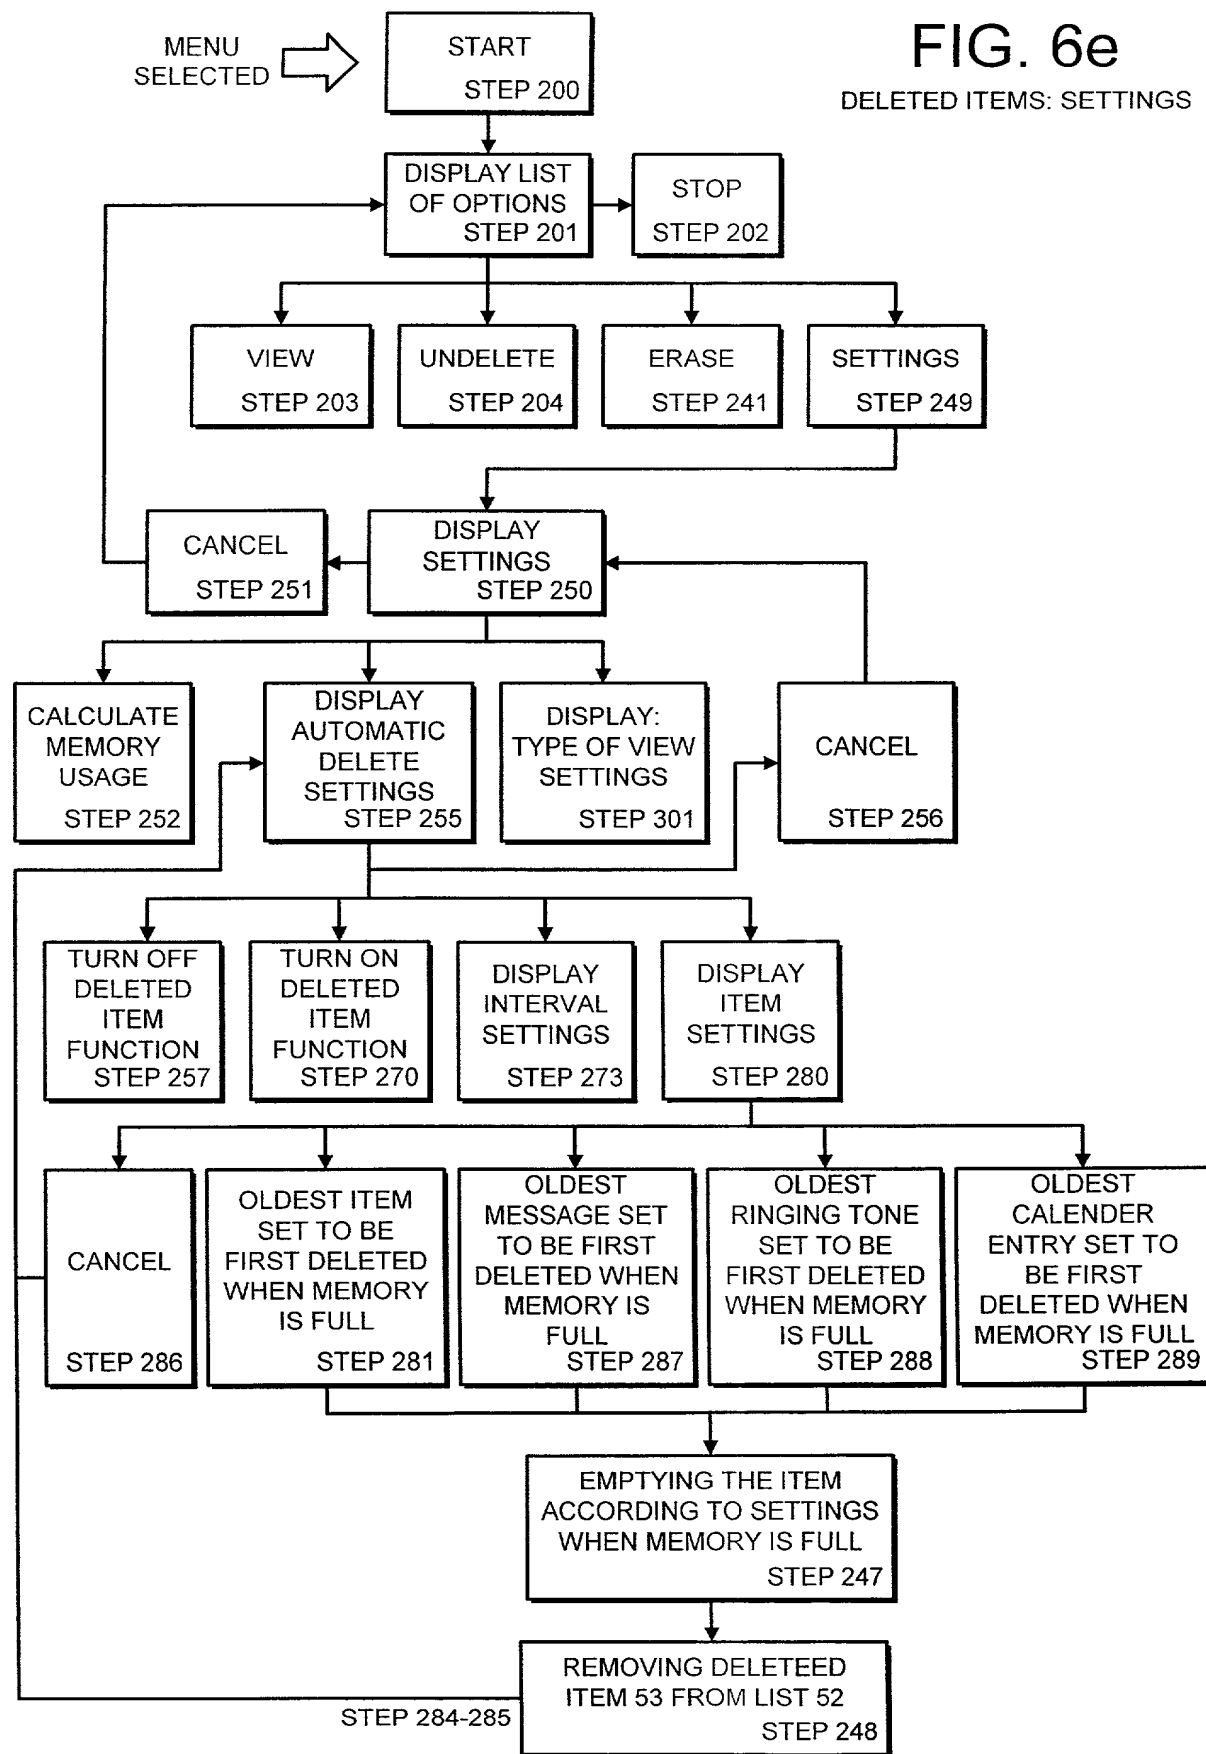 FIG. 6e
DELETED ITEMS: SETTINGS
MENU
SELECTED
START
STEP 200
DISPLAY LIST
OF OPTIONS
STEP 201
STOP
STEP 202
VIEW
STEP 203
UNDELETE
STEP 204
ERASE
STEP 241
SETTINGS
STEP 249
CANCEL
STEP 251
DISPLAY
SETTINGS
STEP 250
CALCULATE
MEMORY
USAGE
STEP 252
DISPLAY
AUTOMATIC
DELETE
SETTINGS
STEP 255
DISPLAY:
TYPE OF VIEW
SETTINGS
STEP 301
CANCEL
STEP 256
TURN OFF
DELETED
ITEM
FUNCTION
STEP 257
TURN ON
DELETED
ITEM
FUNCTION
STEP 270
DISPLAY
INTERVAL
SETTINGS
STEP 273
DISPLAY
ITEM
SETTINGS
STEP 280
CANCEL
STEP 286
OLDEST ITEM
SET TO BE
FIRST DELETED
WHEN MEMORY
IS FULL
STEP 281
OLDEST
MESSAGE SET
TO BE FIRST
DELETED WHEN
MEMORY IS
FULL
STEP 287
OLDEST
RINGING TONE
SET TO BE
FIRST DELETED
WHEN MEMORY
IS FULL
STEP 288
OLDEST
CALENDER
ENTRY SET TO
BE FIRST
DELETED WHEN
MEMORY IS FULL
STEP 289
EMPTYING THE ITEM
ACCORDING TO SETTINGS
WHEN MEMORY IS FULL
STEP 247
REMOVING DELETEED
ITEM 53 FROM LIST 52
STEP 248
STEP 284-285